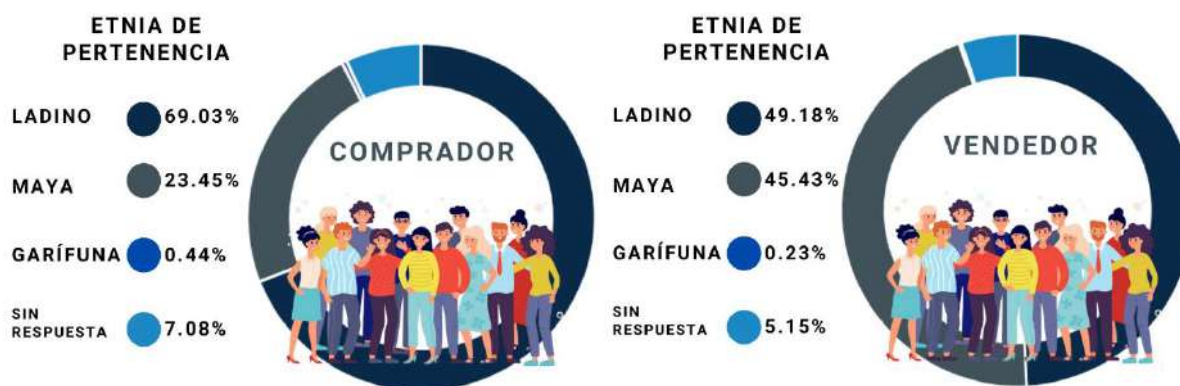 ETNIA DE
PERTENENCIA
LADINO 69.03%
MAYA 23.45%
GARÍFUNA 0.44%
SIN
RESPUESTA 7.08%
COMPRADOR
ETNIA DE
PERTENENCIA
LADINO 49.18%
MAYA 45.43%
GARÍFUNA 0.23%
SIN
RESPUESTA 5.15%
VENDEDOR